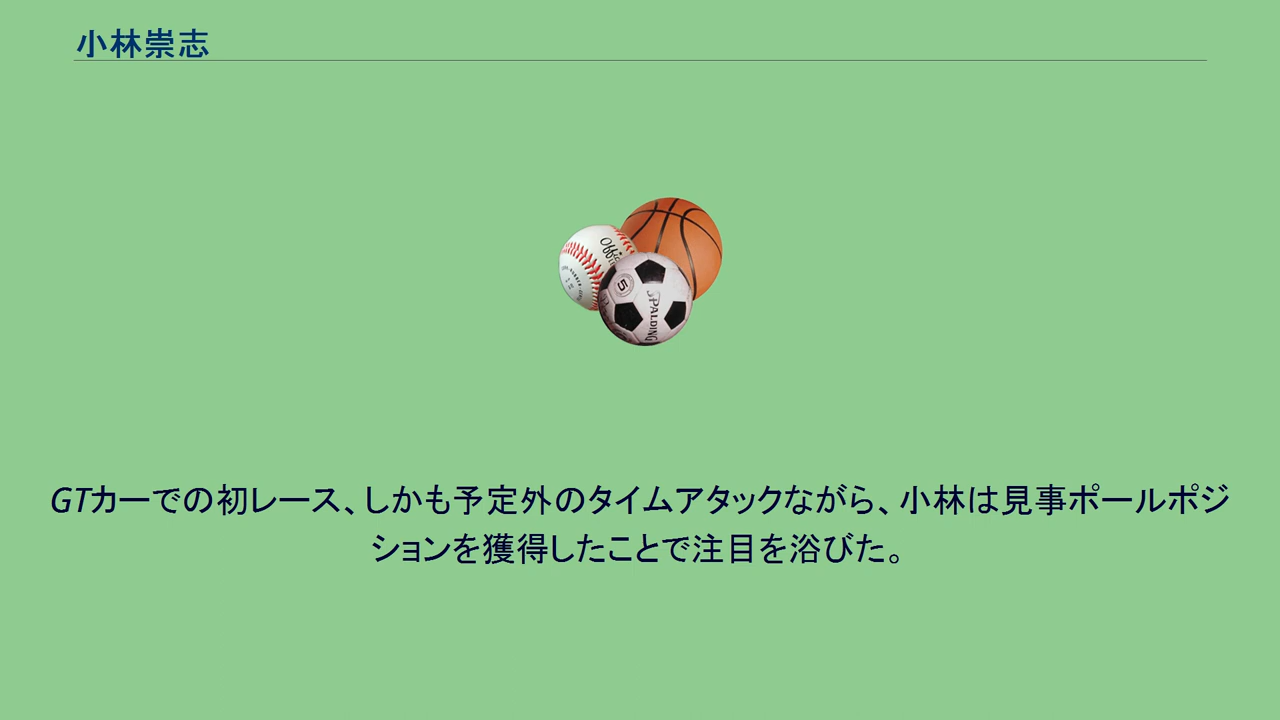 小林崇志
Offic
5
SPALDING
GTカーでの初レース、しかも予定外のタイムアタックながら、小林は見事ポールポジ
ションを獲得したことで注目を浴びた。